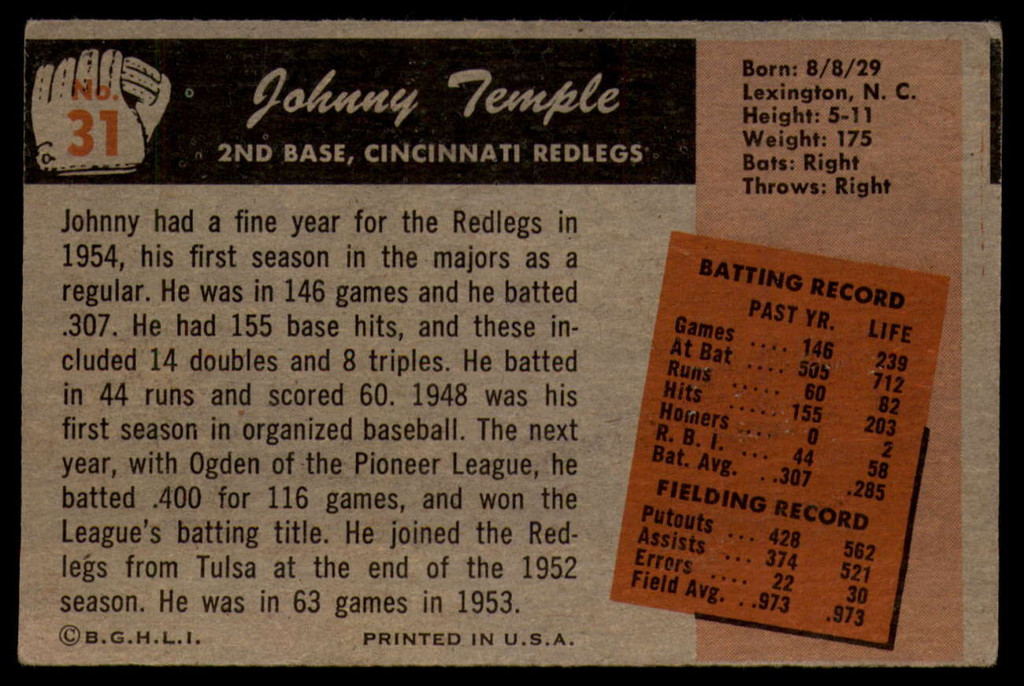 No.
31
Johnny Temple
2ND BASE, CINCINNATI REDLEGS
Born: 8/8/29
Lexington, N. C.
Height: 5-11
Weight: 175
Bats: Right
Throws: Right
Johnny had a fine year for the Redlegs in
1954, his first season in the majors as a
regular. He was in 146 games and he batted
.307. He had 155 base hits, and these in-
cluded 14 doubles and 8 triples. He batted
in 44 runs and scored 60. 1948 was his
first season in organized baseball. The next
year, with Ogden of the Pioneer League, he
batted .400 for 116 games, and won the
League's batting title. He joined the Red-
legs from Tulsa at the end of the 1952
season. He was in 63 games in 1953.
BATTING RECORD
PAST YR. LIFE
Games .... 146 239
At Bat .... 505 712
Runs ..... 60 82
Hits ..... 155 203
Homers .... 0 2
R. B. I. ... 44 58
Bat. Avg. . .307 .285
FIELDING RECORD
Putouts ... 428 562
Assists ... 374 521
Errors .... 22 30
Field Avg. . .973 .973
©B.G.H.L.I. PRINTED IN U.S.A.